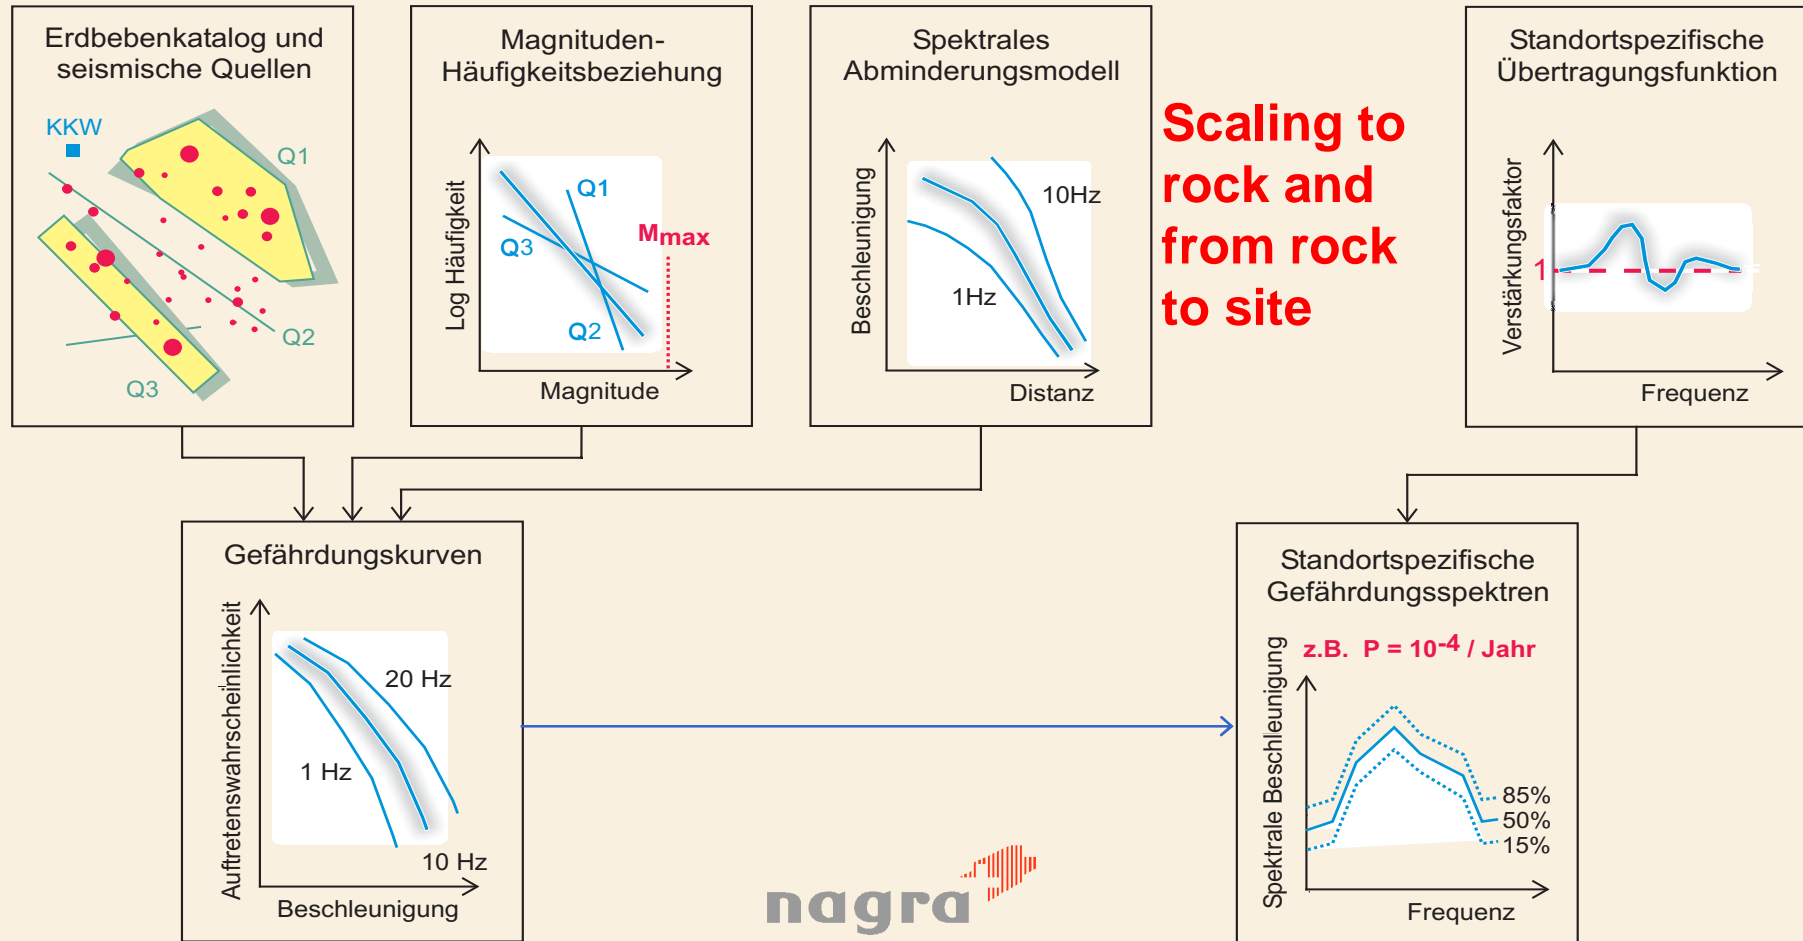 Erdbebenkatalog und
seismische Quellen
KKW
Q1
Q2
Q3
Magnituden-
Häufigkeitsbeziehung
Log Häufigkeit
Q1
Q3
Mmax
Q2
Magnitude
Spektrales
Abminderungsmodell
Beschleunigung
10Hz
1Hz
Distanz
Scaling to
rock and
from rock
to site
Standortspezifische
Übertragungsfunktion
Verstärkungsfaktor
1
Frequenz
Gefährdungskurven
Auftretenswahrscheinlichkeit
20 Hz
1 Hz
10 Hz
Beschleunigung
nagra
Standortspezifische
Gefährdungsspektren
z.B. P = 10-4 / Jahr
Spektrale Beschleunigung
85%
50%
15%
Frequenz